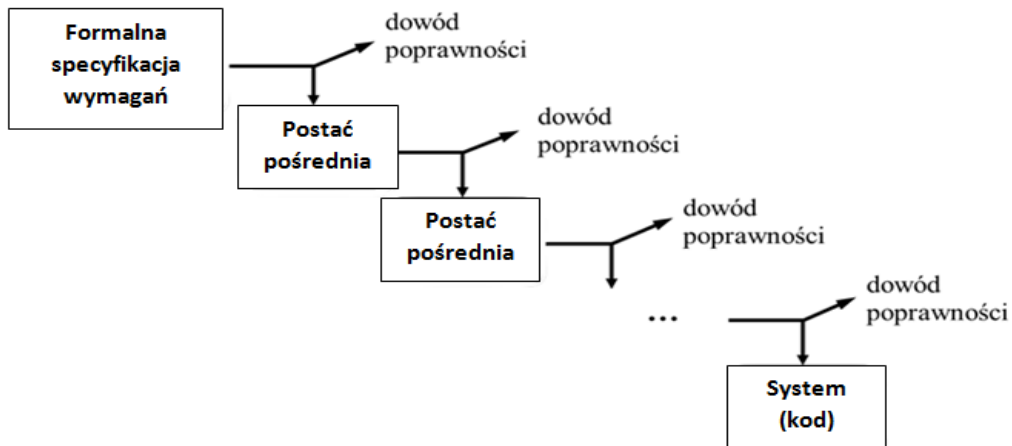 Formalna
specyfikacja
wymagań
dowód
poprawności
Postać
pośrednia
dowód
poprawności
Postać
pośrednia
dowód
poprawności
...
dowód
poprawności
System
(kod)